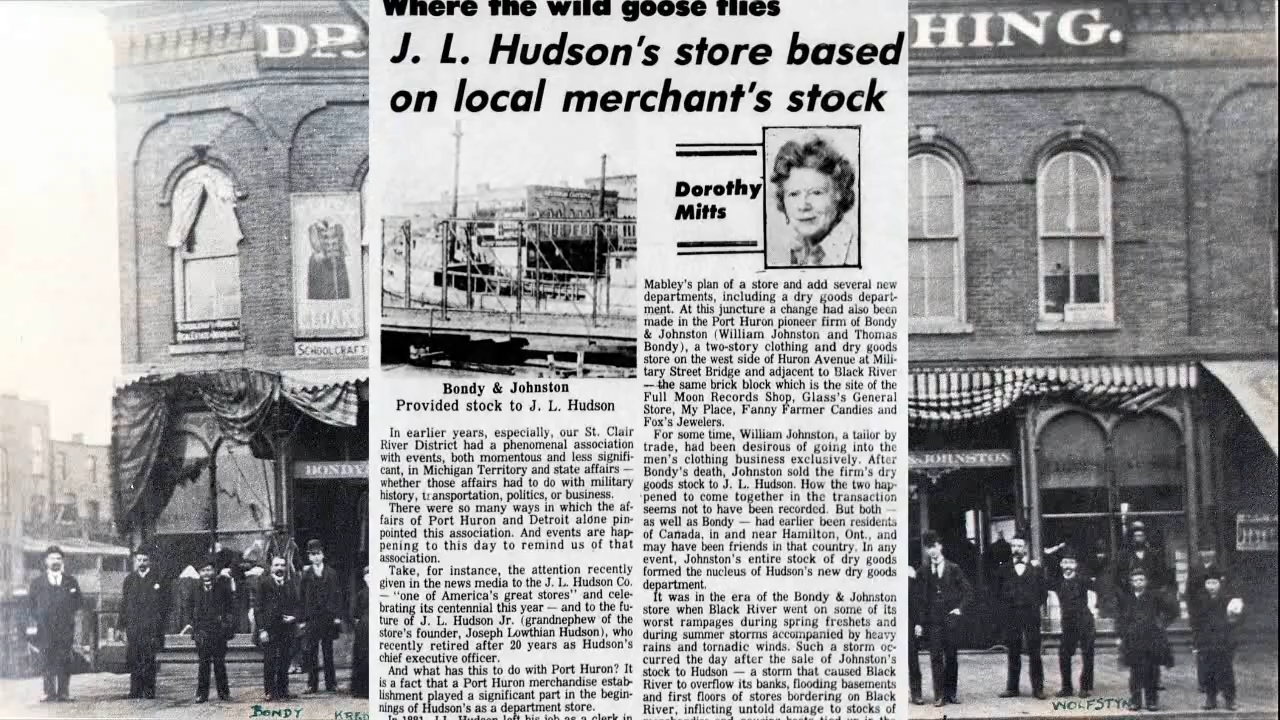 DR
HING.
SCHOOLCRAFT
BONDY
& JOHNSTON
BONDY
WOLFSTYN
Where the wild goose flies
J. L. Hudson's store based
on local merchant's stock
Dorothy
Mitts
Bondy & Johnston
Provided stock to J. L. Hudson
In earlier years, especially, our St. Clair
River District had a phenomenal association
with events, both momentous and less signifi-
cant, in Michigan Territory and state affairs —
whether those affairs had to do with military
history, transportation, politics, or business.
There were so many ways in which the af-
fairs of Port Huron and Detroit alone pin-
pointed this association. And events are hap-
pening to this day to remind us of that
association.
Take, for instance, the attention recently
given in the news media to the J. L. Hudson Co.
— "one of America's great stores" and cele-
brating its centennial this year — and to the fu-
ture of J. L. Hudson Jr. (grandnephew of the
store's founder, Joseph Lowthian Hudson), who
recently retired after 20 years as Hudson's
chief executive officer.
And what has this to do with Port Huron? It
is a fact that a Port Huron merchandise estab-
lishment played a significant part in the begin-
nings of Hudson's as a department store.
In 1881, J.L. Hudson left his job as a clerk in
Mabley's plan of a store and add several new
departments, including a dry goods depart-
ment. At this juncture a change had also been
made in the Port Huron pioneer firm of Bondy
& Johnston (William Johnston and Thomas
Bondy), a two-story clothing and dry goods
store on the west side of Huron Avenue at Mili-
tary Street Bridge and adjacent to Black River
— the same brick block which is the site of the
Full Moon Records Shop, Glass's General
Store, My Place, Fanny Farmer Candies and
Fox's Jewelers.
For some time, William Johnston, a tailor by
trade, had been desirous of going into the
men's clothing business exclusively. After
Bondy's death, Johnston sold the firm's dry
goods stock to J. L. Hudson. How the two hap-
pened to come together in the transaction
seems not to have been recorded. But both —
as well as Bondy — had earlier been residents
of Canada, in and near Hamilton, Ont., and
may have been friends in that country. In any
event, Johnston's entire stock of dry goods
formed the nucleus of Hudson's new dry goods
department.
It was in the era of the Bondy & Johnston
store when Black River went on some of its
worst rampages during spring freshets and
during summer storms accompanied by heavy
rains and tornadic winds. Such a storm oc-
curred the day after the sale of Johnston's
stock to Hudson — a storm that caused Black
River to overflow its banks, flooding basements
and first floors of stores bordering on Black
River, inflicting untold damage to stocks of